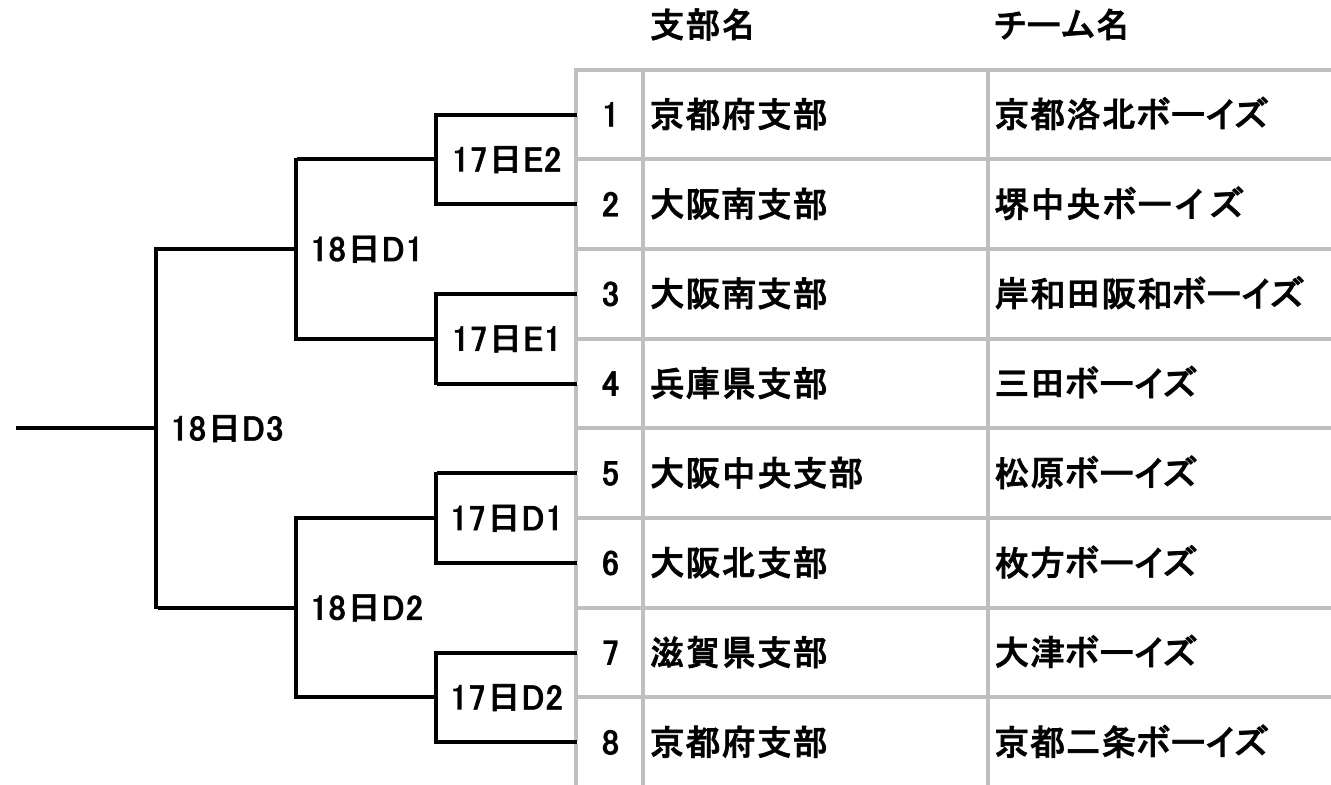 支部名 チーム名
1 京都府支部 京都洛北ボーイズ
17日E2
2 大阪南支部 堺中央ボーイズ
18日D1
3 大阪南支部 岸和田阪和ボーイズ
17日E1
4 兵庫県支部 三田ボーイズ
18日D3
5 大阪中央支部 松原ボーイズ
17日D1
6 大阪北支部 枚方ボーイズ
18日D2
7 滋賀県支部 大津ボーイズ
17日D2
8 京都府支部 京都二条ボーイズ